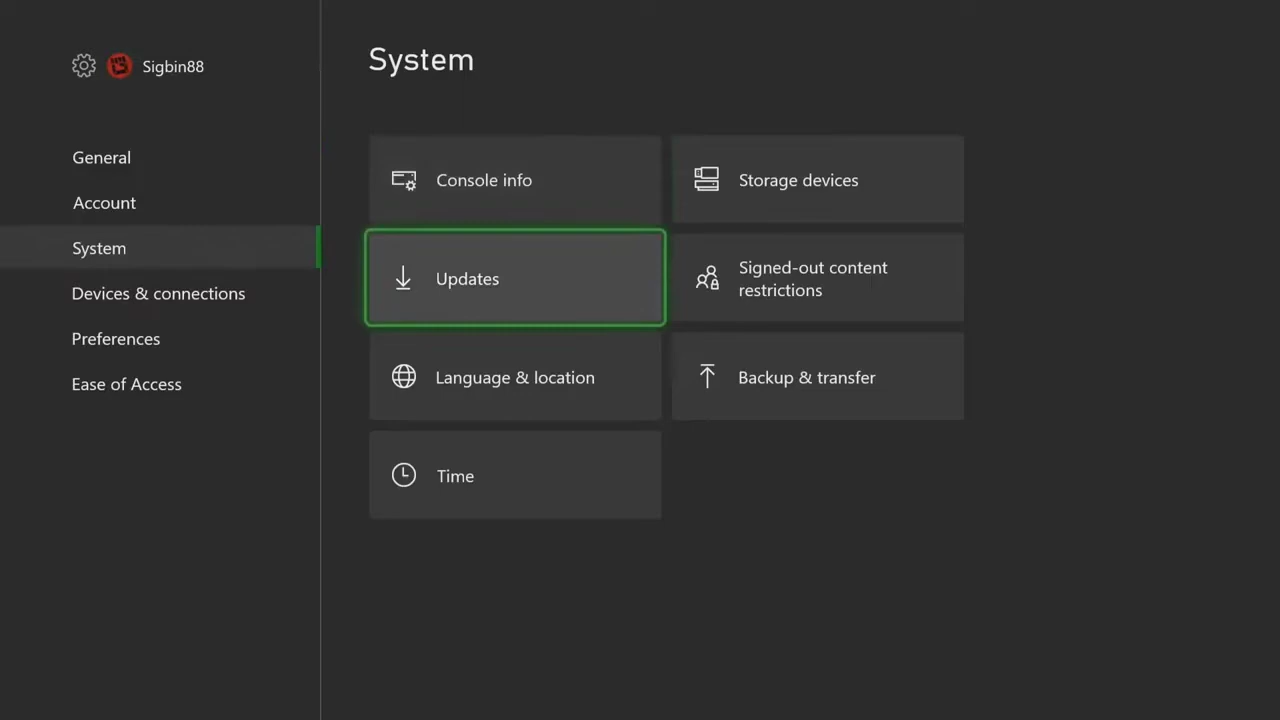 Sigbin88
General
Account
System
Devices & connections
Preferences
Ease of Access
System
Console info
Storage devices
Updates
Signed-out content
restrictions
Language & location
Backup & transfer
Time